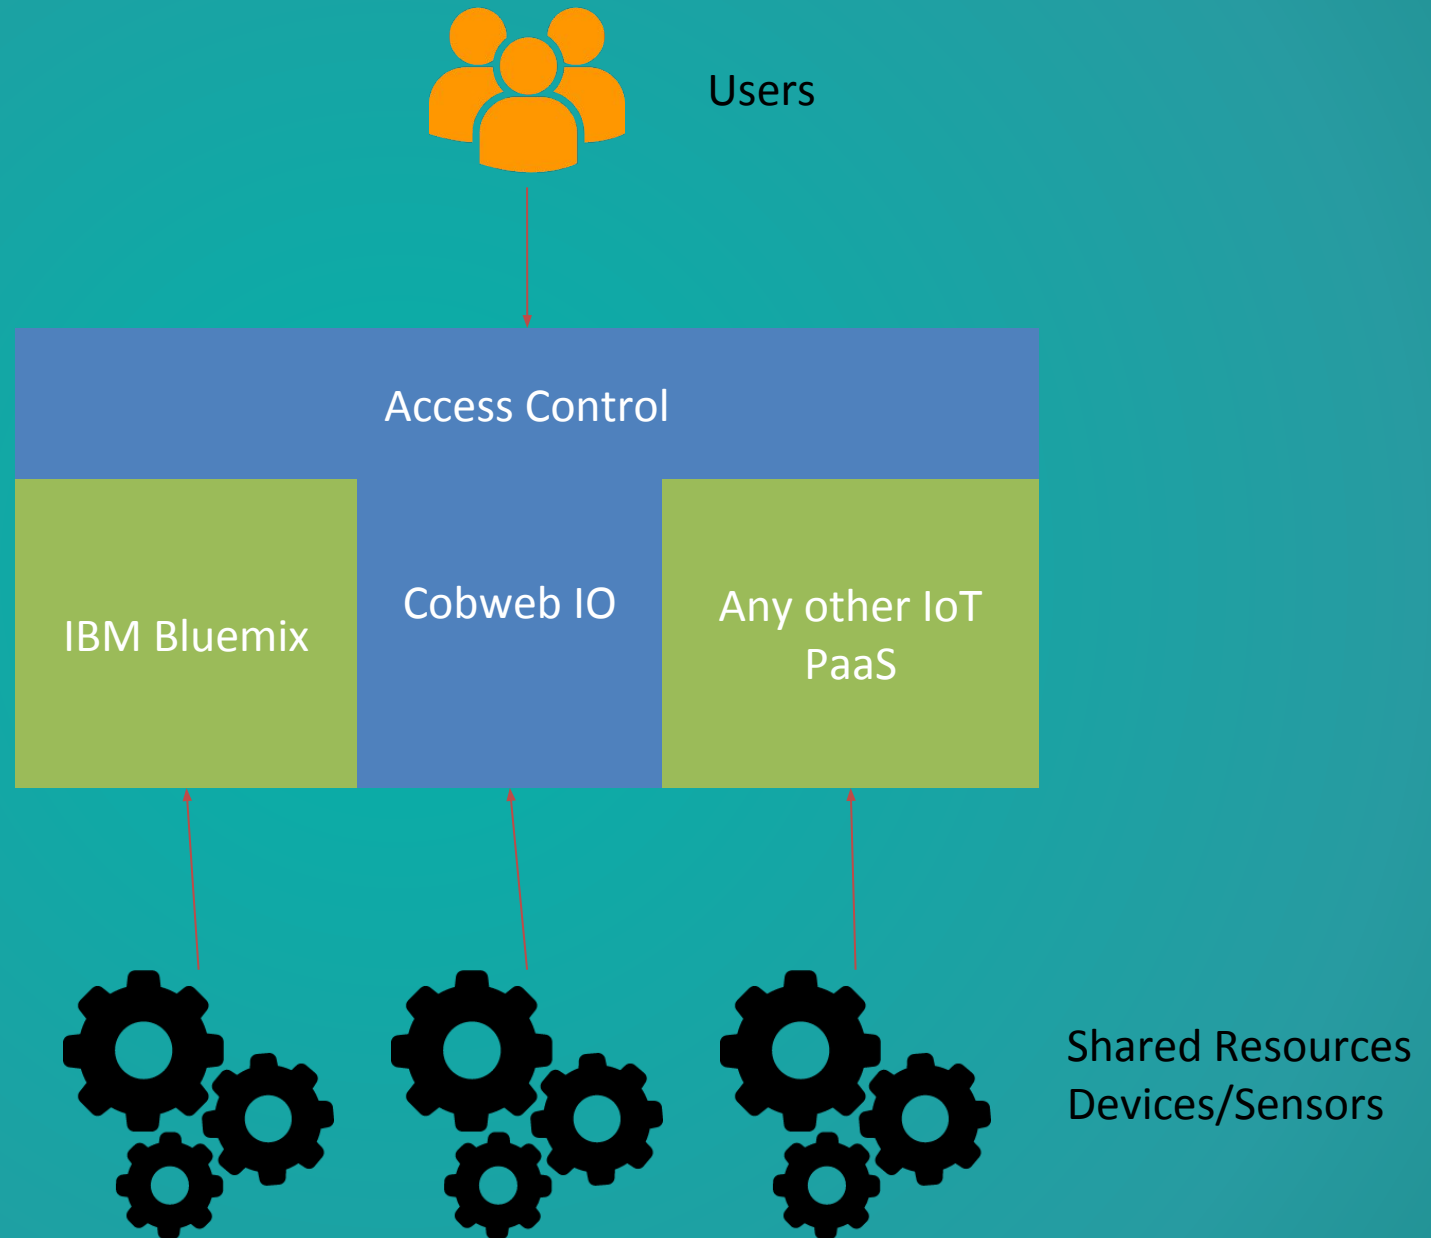 Users
Access Control
IBM Bluemix
Cobweb IO
Any other IoT
PaaS
Shared Resources
Devices/Sensors